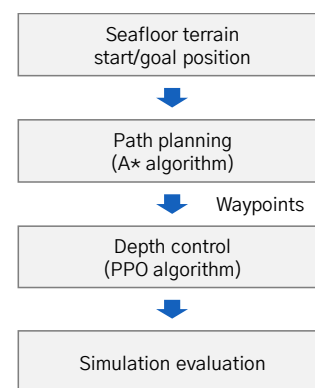 Seafloor terrain
start/goal position
Path planning
(A* algorithm)
Waypoints
Depth control
(PPO algorithm)
Simulation evaluation